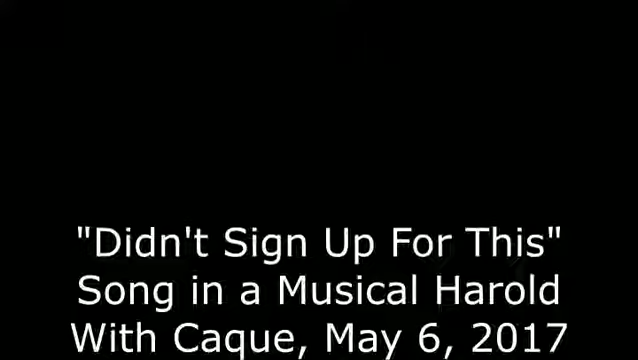 "Didn't Sign Up For This"
Song in a Musical Harold
With Caque, May 6, 2017